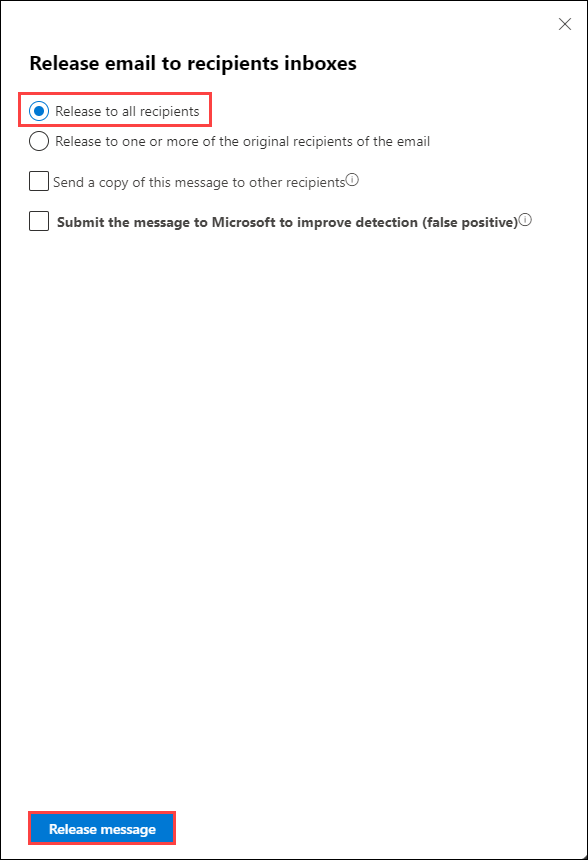 Release email to recipients inboxes
Release to all recipients
Release to one or more of the original recipients of the email
Send a copy of this message to other recipients
Submit the message to Microsoft to improve detection (false positive)
Release message